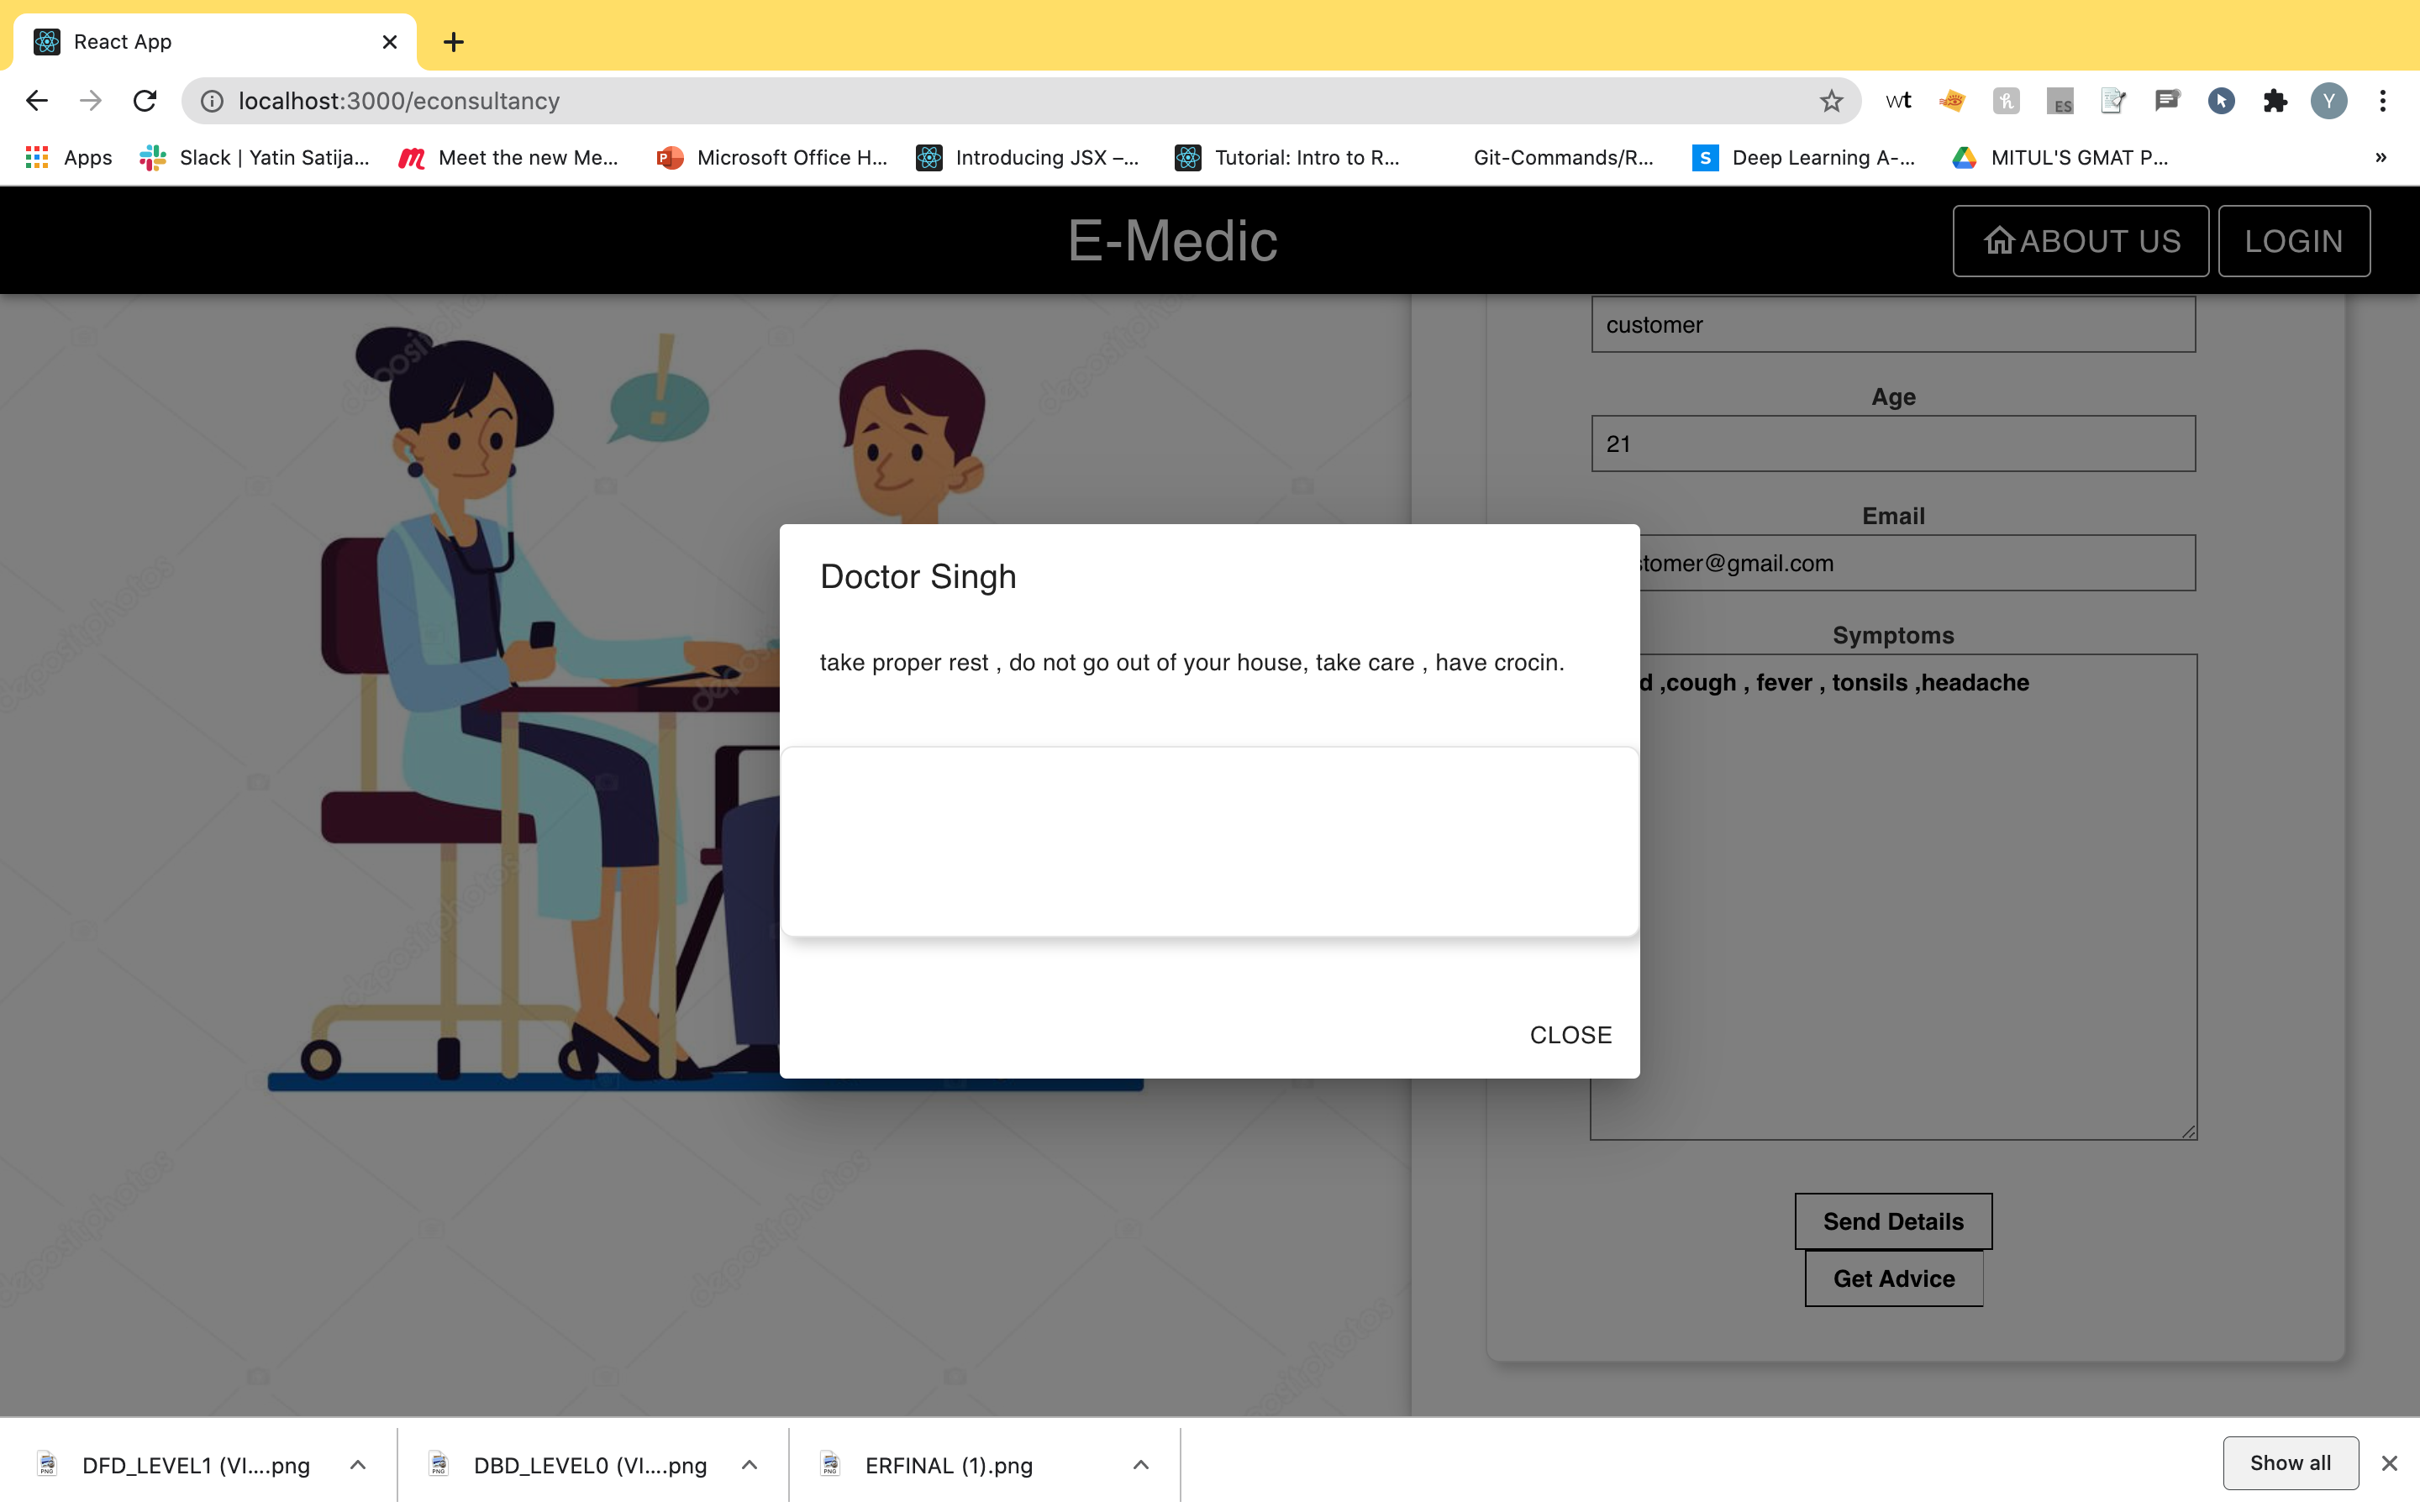 React App
localhost:3000/econsultancy
wt
ES
Y
Apps
Slack | Yatin Satija...
Meet the new Me...
Microsoft Office H...
Introducing JSX –...
Tutorial: Intro to R...
Git-Commands/R...
S
Deep Learning A-...
MITUL'S GMAT P...
»
E-Medic
ABOUT US
LOGIN
customer
Age
21
Email
tomer@gmail.com
Symptoms
d ,cough , fever , tonsils ,headache
Doctor Singh
take proper rest , do not go out of your house, take care , have crocin.
CLOSE
Send Details
Get Advice
depositphotos
DFD_LEVEL1 (VI....png
DBD_LEVEL0 (VI....png
ERFINAL (1).png
Show all